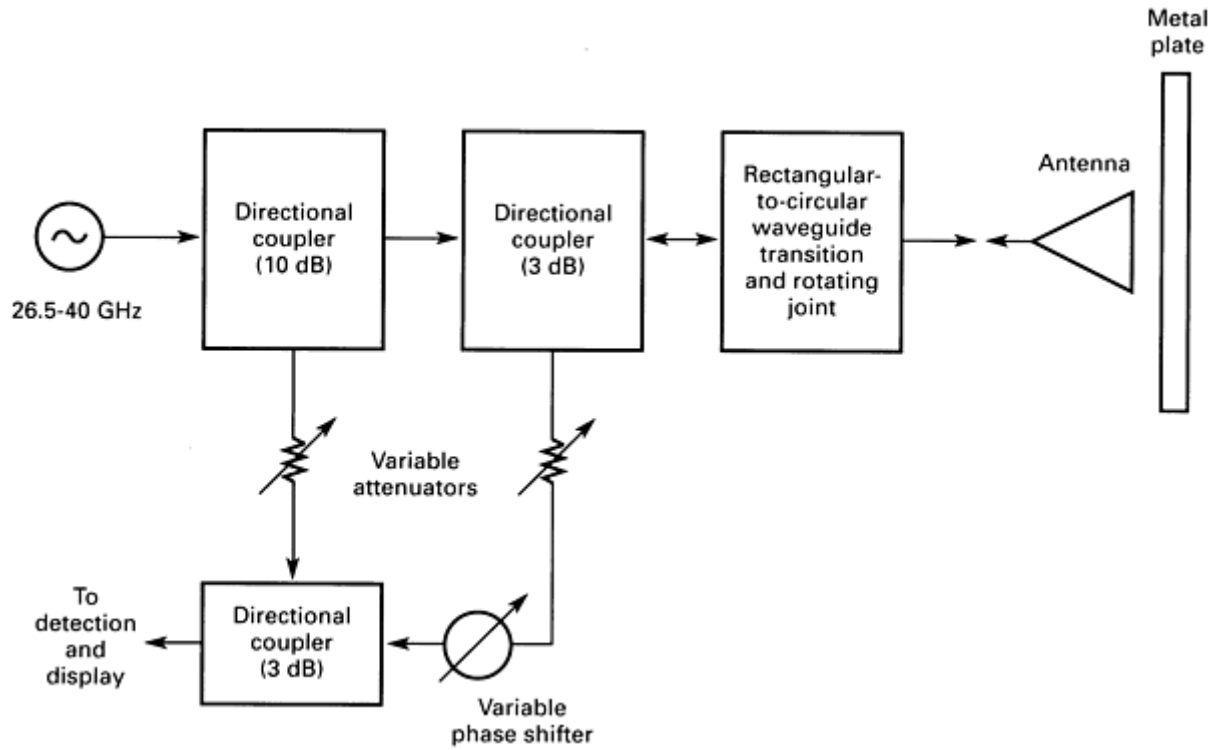 Metal
plate
Antenna
Directional
coupler
(10 dB)
Directional
coupler
(3 dB)
Rectangular-
to-circular
waveguide
transition
and rotating
joint
26.5-40 GHz
Variable
attenuators
To
detection
and
display
Directional
coupler
(3 dB)
Variable
phase shifter